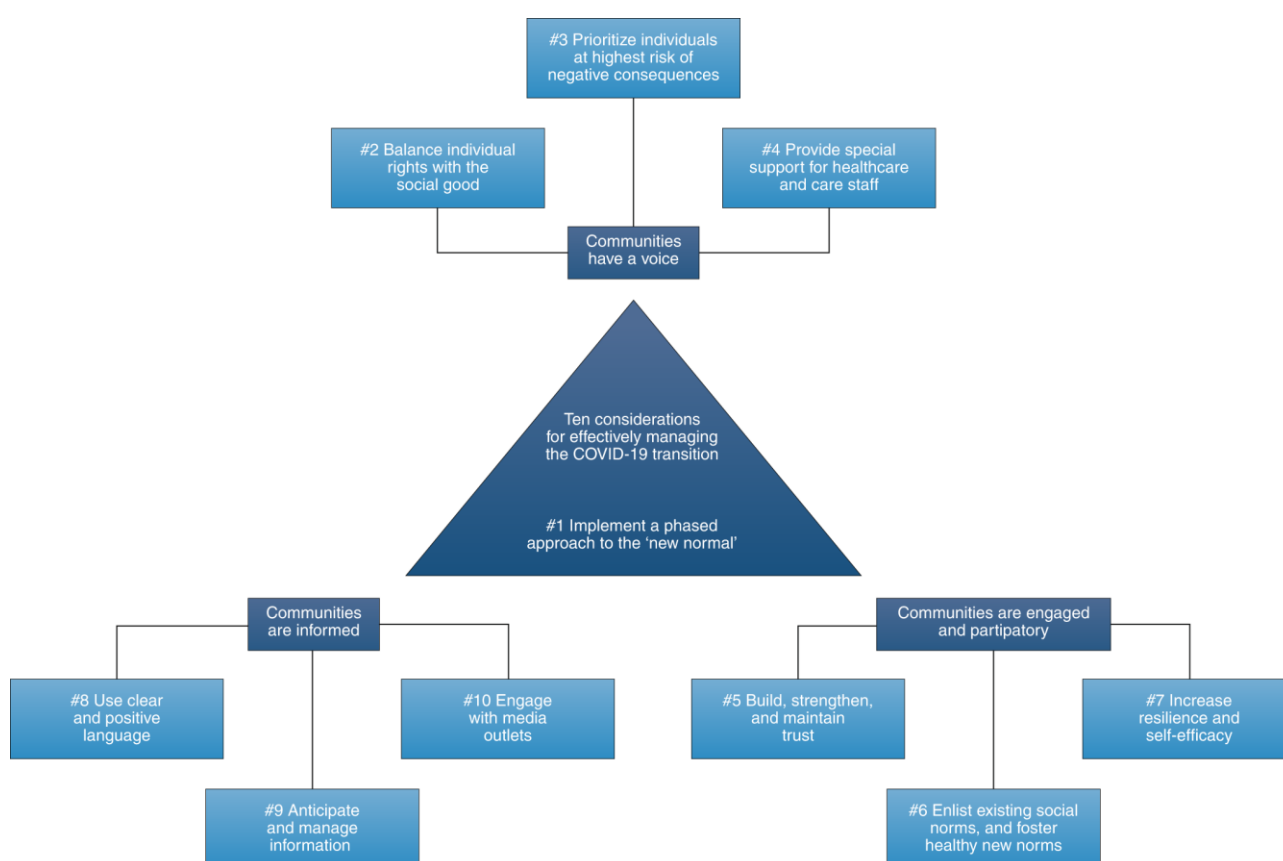 #3 Prioritize individuals
at highest risk of
negative consequences
#2 Balance individual
rights with the
social good
#4 Provide special
support for healthcare
and care staff
Communities
have a voice
Ten considerations
for effectively managing
the COVID-19 transition
#1 Implement a phased
approach to the ‘new normal’
Communities
are informed
#8 Use clear
and positive
language
#10 Engage
with media
outlets
#9 Anticipate
and manage
information
Communities are engaged
and partipatory
#5 Build, strengthen,
and maintain
trust
#7 Increase
resilience and
self-efficacy
#6 Enlist existing social
norms, and foster
healthy new norms